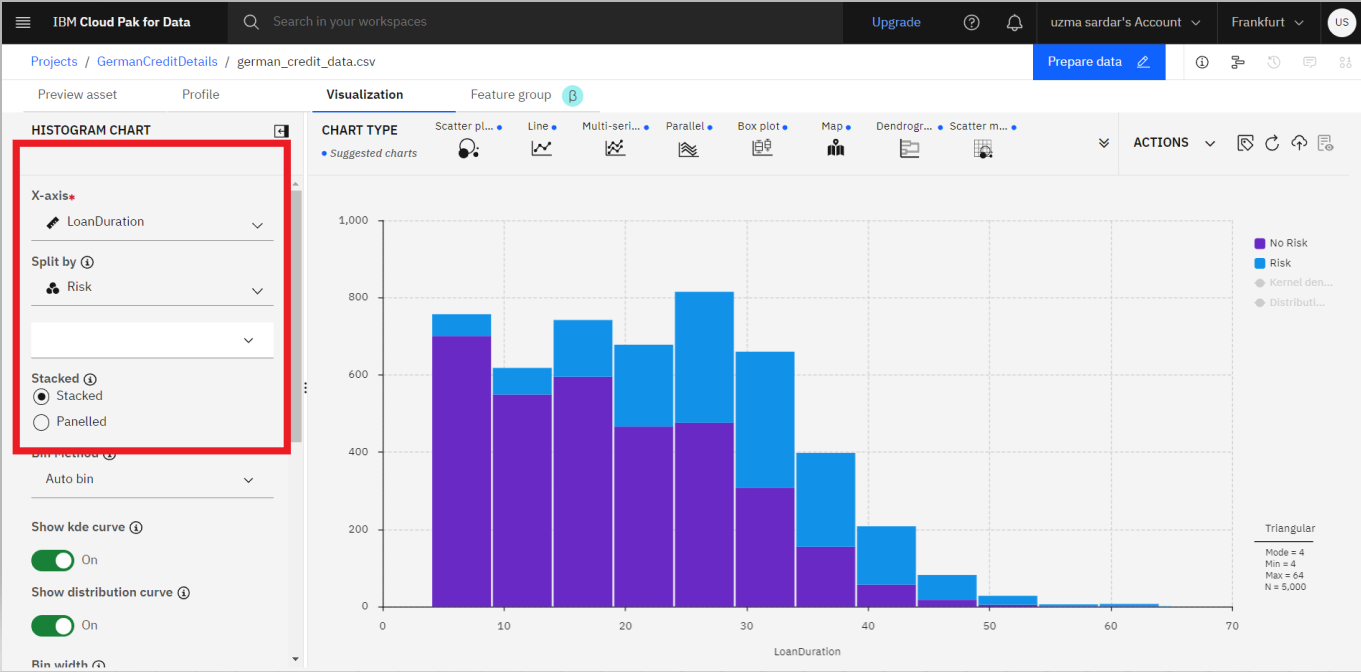 IBM Cloud Pak for Data
Search in your workspaces
Upgrade
uzma sardar's Account
Frankfurt
US
Projects / GermanCreditDetails / german_credit_data.csv
Prepare data
Preview asset
Profile
Visualization
Feature group β
HISTOGRAM CHART
CHART TYPE
Suggested charts
Scatter pl...
Line
Multi-seri...
Parallel
Box plot
Map
Dendrogr...
Scatter m...
ACTIONS
X-axis*
LoanDuration
Split by
Risk
Stacked
Stacked
Panelled
Bin Method
Auto bin
Show kde curve
On
Show distribution curve
On
Bin width
1,000
800
600
400
200
0
0 10 20 30 40 50 60 70
LoanDuration
No Risk
Risk
Kernel den...
Distributi...
Triangular
Mode = 4
Min = 4
Max = 64
N = 5,000